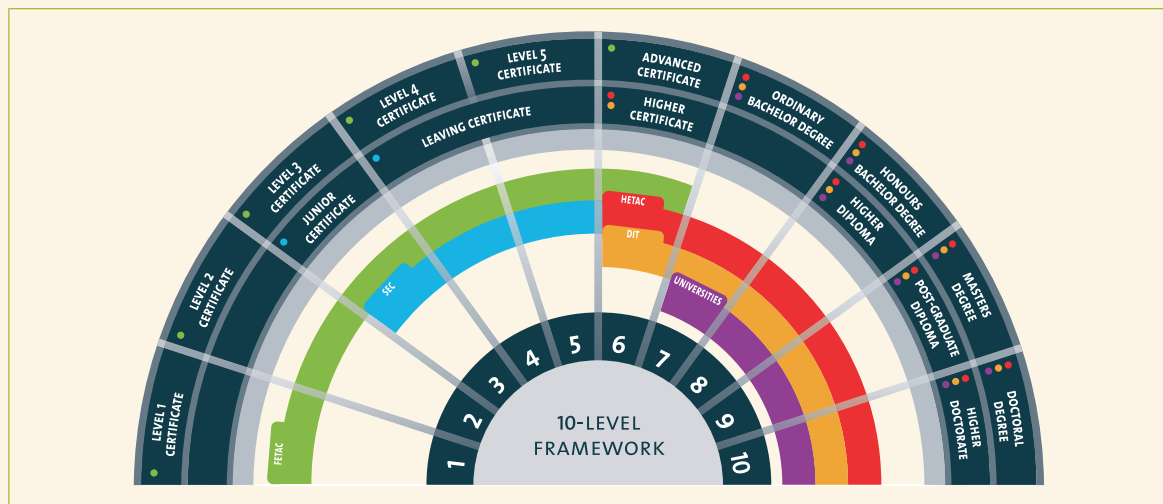 LEVEL 1
CERTIFICATE
LEVEL 2
CERTIFICATE
LEVEL 3
CERTIFICATE
LEVEL 4
CERTIFICATE
LEVEL 5
CERTIFICATE
ADVANCED
CERTIFICATE
ORDINARY
BACHELOR DEGREE
HONOURS
BACHELOR DEGREE
MASTERS
DEGREE
DOCTORAL
DEGREE
JUNIOR
CERTIFICATE
LEAVING CERTIFICATE
HIGHER
CERTIFICATE
HIGHER
DIPLOMA
POST-GRADUATE
DIPLOMA
HIGHER
DOCTORATE
FETAC
SEC
HETAC
DIT
UNIVERSITIES
1
2
3
4
5
6
7
8
9
10
10-LEVEL
FRAMEWORK